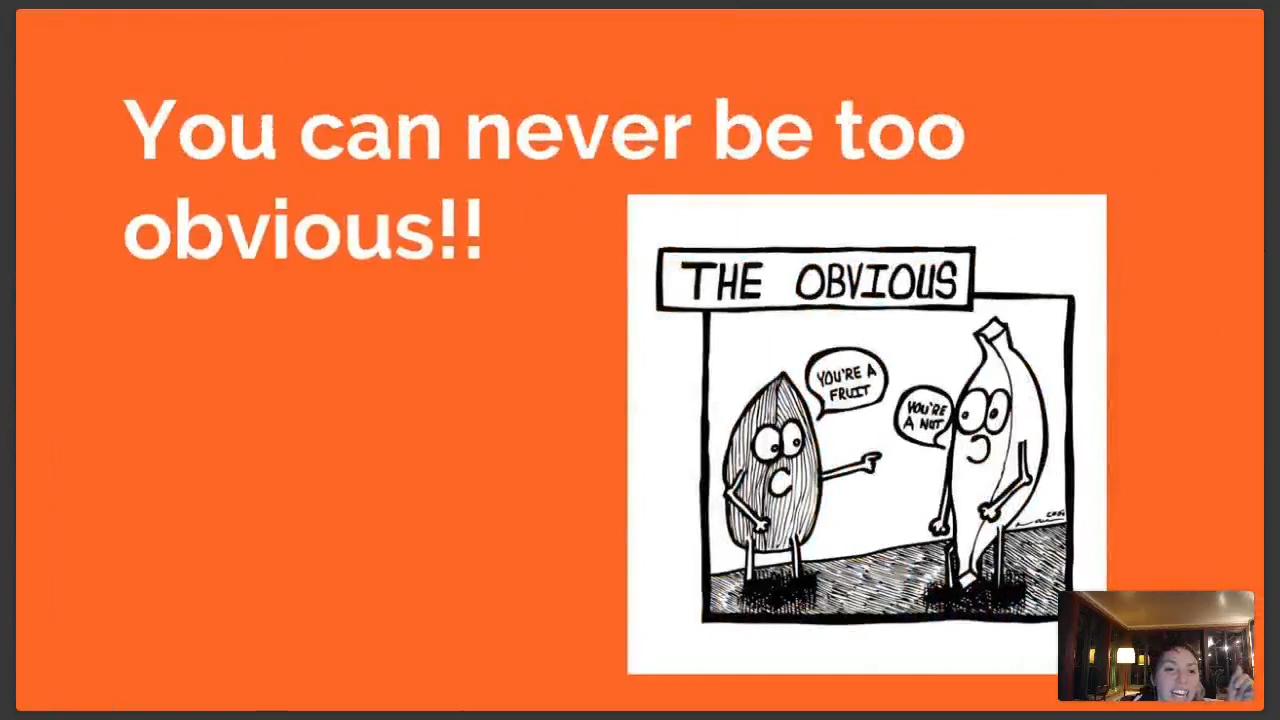 You can never be too
obvious!!
THE OBVIOUS
YOU'RE A
FRUIT
YOU'RE
A NUT